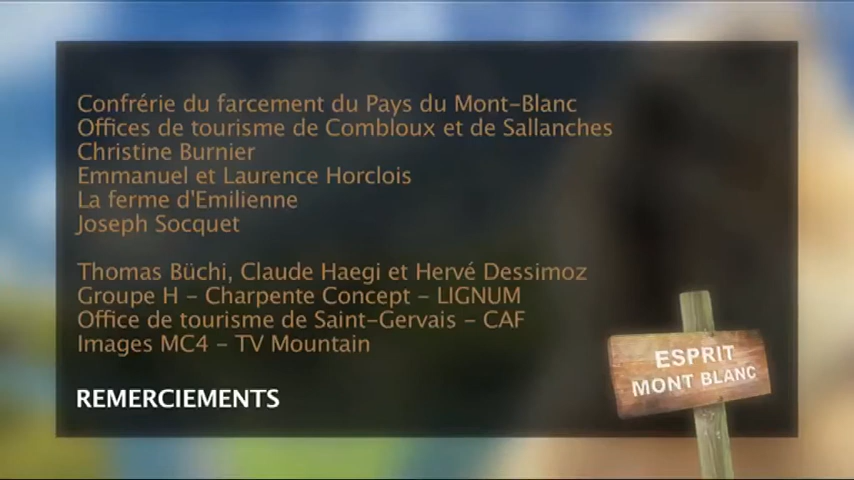 Confrérie du farcement du Pays du Mont-Blanc
Offices de tourisme de Combloux et de Sallanches
Christine Burnier
Emmanuel et Laurence Horclois
La ferme d'Emilienne
Joseph Socquet
Thomas Büchi, Claude Haegi et Hervé Dessimoz
Groupe H - Charpente Concept - LIGNUM
Office de tourisme de Saint-Gervais - CAF
Images MC4 - TV Mountain
REMERCIEMENTS
ESPRIT
MONT BLANC